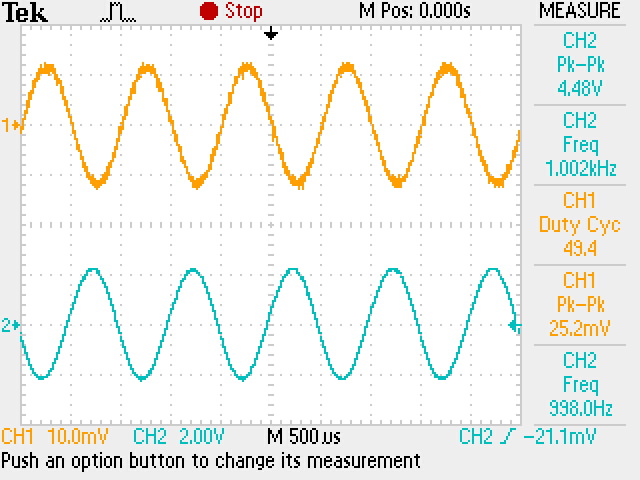 Tek Stop M Pos: 0.000s MEASURE
CH2
Pk-Pk
4.48V
CH2
Freq
1.002kHz
CH1
Duty Cyc
49.4
CH1
Pk-Pk
25.2mV
CH2
Freq
998.0Hz
1
2
CH1 10.0mV CH2 2.00V M 500µs CH2 -21.1mV
Push an option button to change its measurement